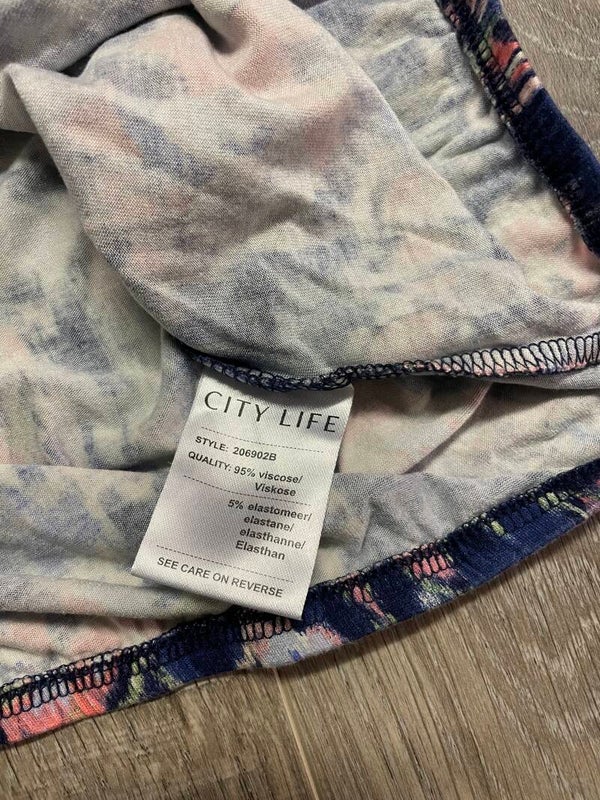 CITY LIFE
STYLE: 206902B
QUALITY: 95% viscose/
Viskose
5% elastomeer/
elastane/
elasthanne/
Elasthan
SEE CARE ON REVERSE